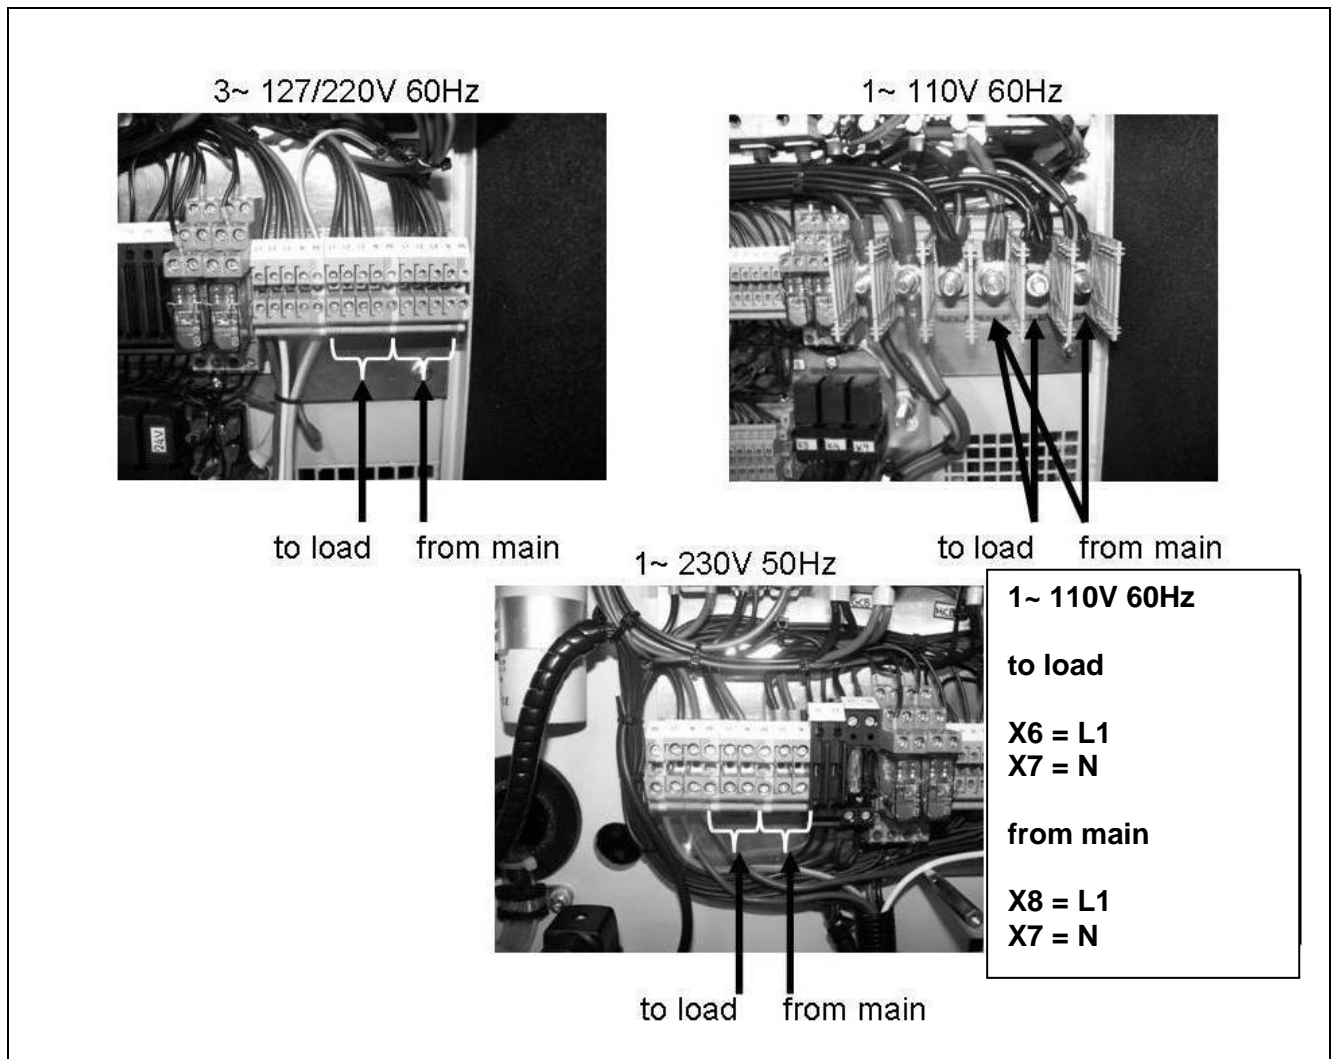 3~ 127/220V 60Hz
1~ 110V 60Hz
24V
X4
to load
from main
to load
from main
1~ 230V 50Hz
1~ 110V 60Hz
to load
X6 = L1
X7 = N
from main
X8 = L1
X7 = N
to load
from main